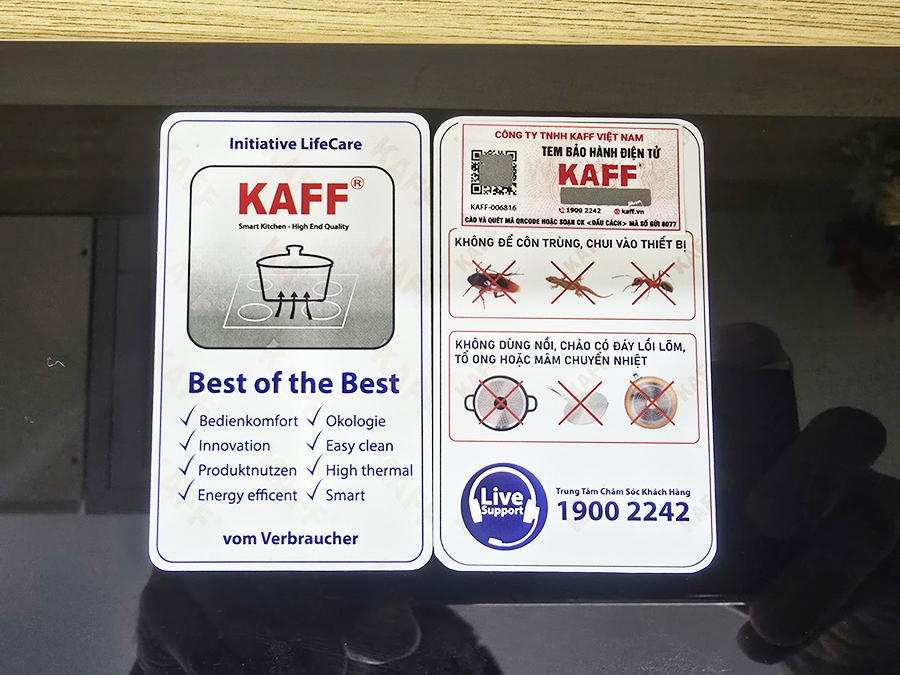 Initiative LifeCare
KAFF®
Smart Kitchen - High End Quality
Best of the Best
Bedienkomfort
Okologie
Innovation
Easy clean
Produktnutzen
High thermal
Energy efficent
Smart
vom Verbraucher
CÔNG TY TNHH KAFF VIỆT NAM
TEM BẢO HÀNH ĐIỆN TỬ
KAFF
KAFF-006816
1900 2242
kaff.vn
CÀO VÀ QUÉT MÃ QRCODE HOẶC SOẠN CK <DẤU CÁCH> MÃ SỐ GỬI 8077
KHÔNG ĐỂ CÔN TRÙNG, CHUI VÀO THIẾT BỊ
KHÔNG DÙNG NỒI, CHẢO CÓ ĐÁY LỒI LÕM,
TỔ ONG HOẶC MÂM CHUYỂN NHIỆT
Live
Support
Trung Tâm Chăm Sóc Khách Hàng
1900 2242